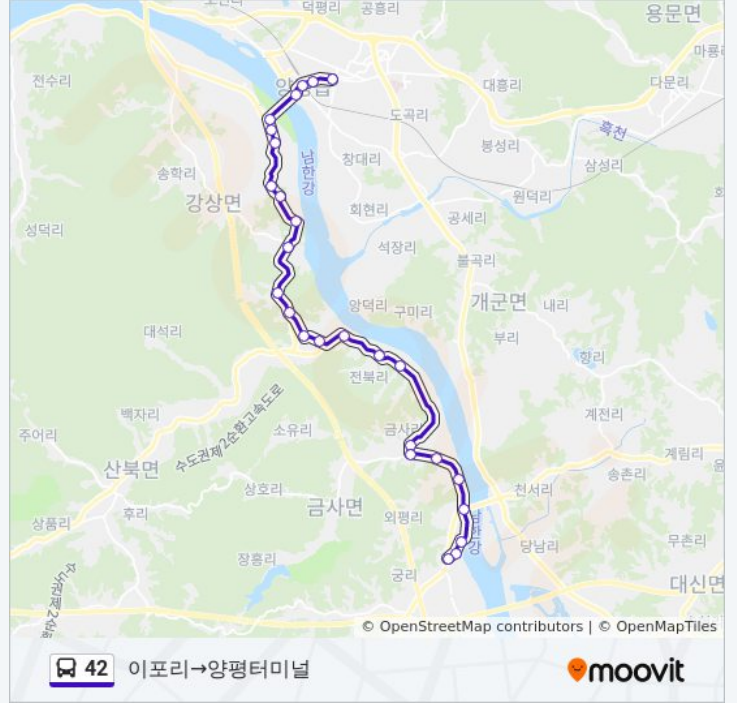 덕평리 공흥리
용문면
전수리
대흥리
다문리
도곡리
흑천
봉성리
남한강
창대리
삼성리
송학리
강상면
원덕리
회현리
공세리
성덕리
석장리
불곡리
앙덕리 구미리
개군면 내리
대석리
부리
향리
전북리
수도권제2순환고속도로
백자리
계전리
주어리
소유리
금사리
계림리
산북면
송촌리
상호리
천서리
금사면
후리
외평리
상품리
남한강
무촌리
당남리
장흥리
궁리
대신면
수도권제2순
© OpenStreetMap contributors | © OpenMapTiles
42 이포리→양평터미널
moovit